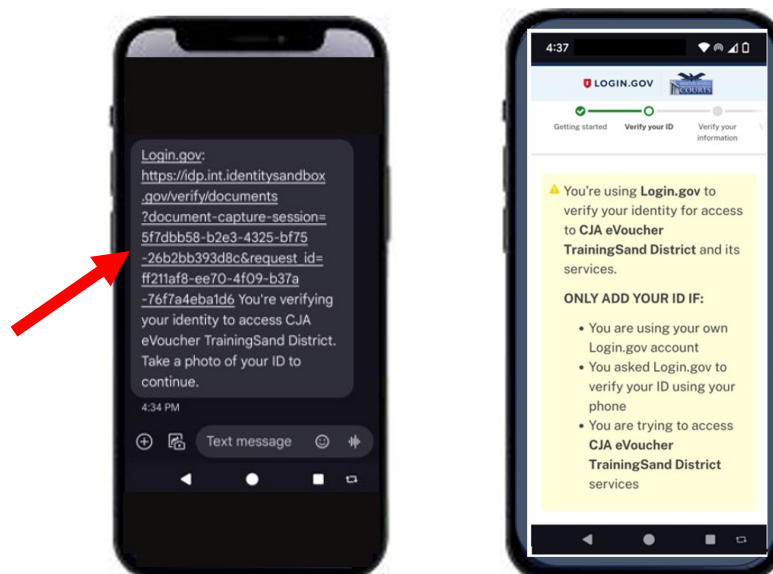 Login.gov:
https://idp.int.identitysandbox
.gov/verify/documents
?document-capture-session=
5f7dbb58-b2e3-4325-bf75
-26b2bb393d8c&request_id=
ff211af8-ee70-4f09-b37a
-76f7a4eba1d6 You're verifying
your identity to access CJA
eVoucher TrainingSand District.
Take a photo of your ID to
continue.
4:34 PM
Text message
4:37
LOGIN.GOV
COURTS
Getting started
Verify your ID
Verify your
information
You're using Login.gov to
verify your identity for access
to CJA eVoucher
TrainingSand District and its
services.
ONLY ADD YOUR ID IF:
• You are using your own
Login.gov account
• You asked Login.gov to
verify your ID using your
phone
• You are trying to access
CJA eVoucher
TrainingSand District
services